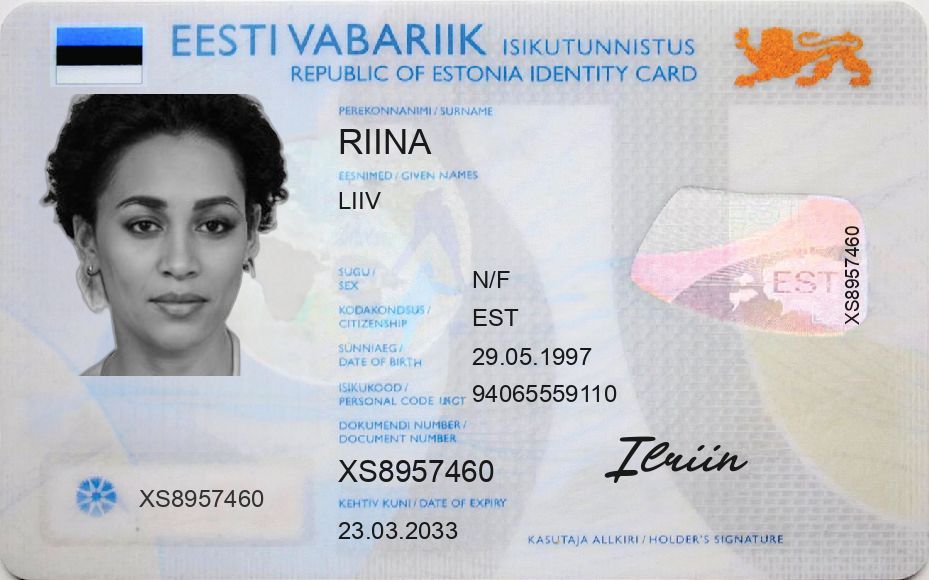 EESTI VABARIIK ISIKUTUNNISTUS
REPUBLIC OF ESTONIA IDENTITY CARD
PEREKONNANIMI / SURNAME
RIINA
EESNIMED / GIVEN NAMES
LIIV
SUGU /
SEX
N/F
KODAKONDSUS /
CITIZENSHIP
EST
SÜNNIAEG /
DATE OF BIRTH
29.05.1997
ISIKUKOOD /
PERSONAL CODE
94065559110
DOKUMENDI NUMBER /
DOCUMENT NUMBER
XS8957460
KEHTIV KUNI / DATE OF EXPIRY
23.03.2033
XS8957460
EST
XS8957460
KASUTAJA ALLKIRI / HOLDER'S SIGNATURE